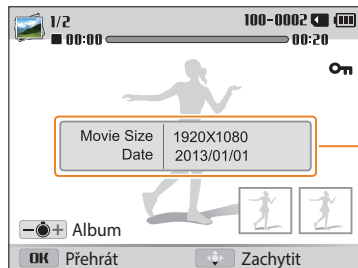 1/2 100-0002
00:00 00:20
Movie Size 1920X1080
Date 2013/01/01
Album
OK Přehrát Zachytit